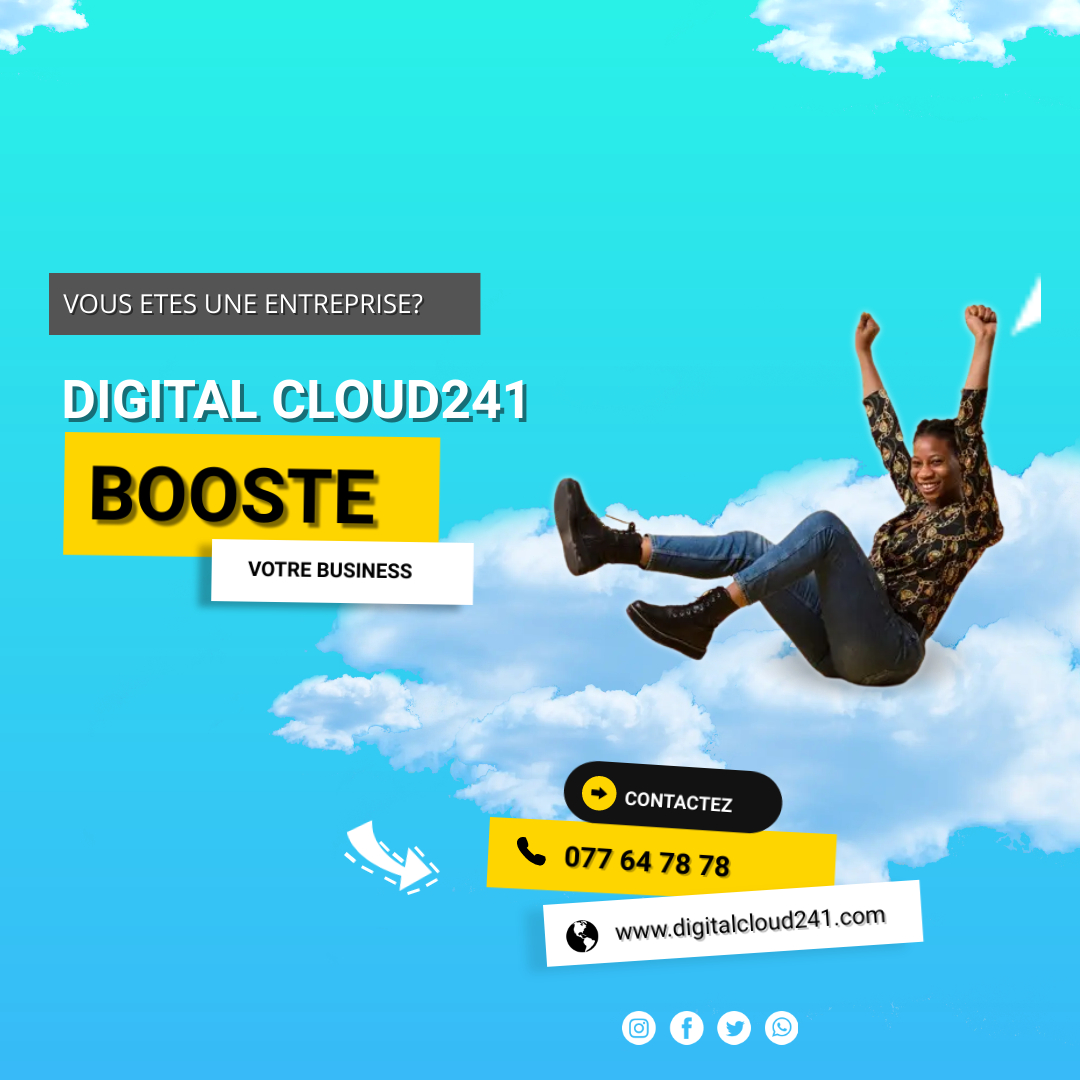 VOUS ETES UNE ENTREPRISE?
DIGITAL CLOUD241
BOOSTE
VOTRE BUSINESS
CONTACTEZ
077 64 78 78
www.digitalcloud241.com